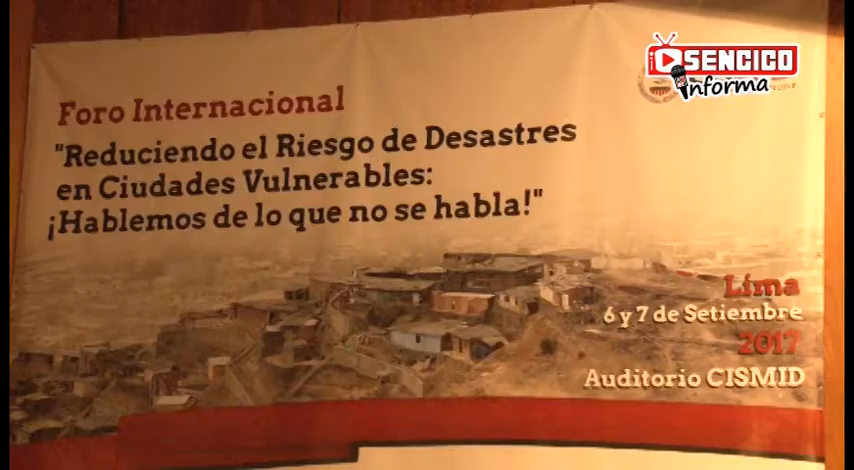 SENCICO
informa
Foro Internacional
"Reduciendo el Riesgo de Desastres
en Ciudades Vulnerables:
¡Hablemos de lo que no se habla!"
Lima
6 y 7 de Setiembre
2017
Auditorio CISMID